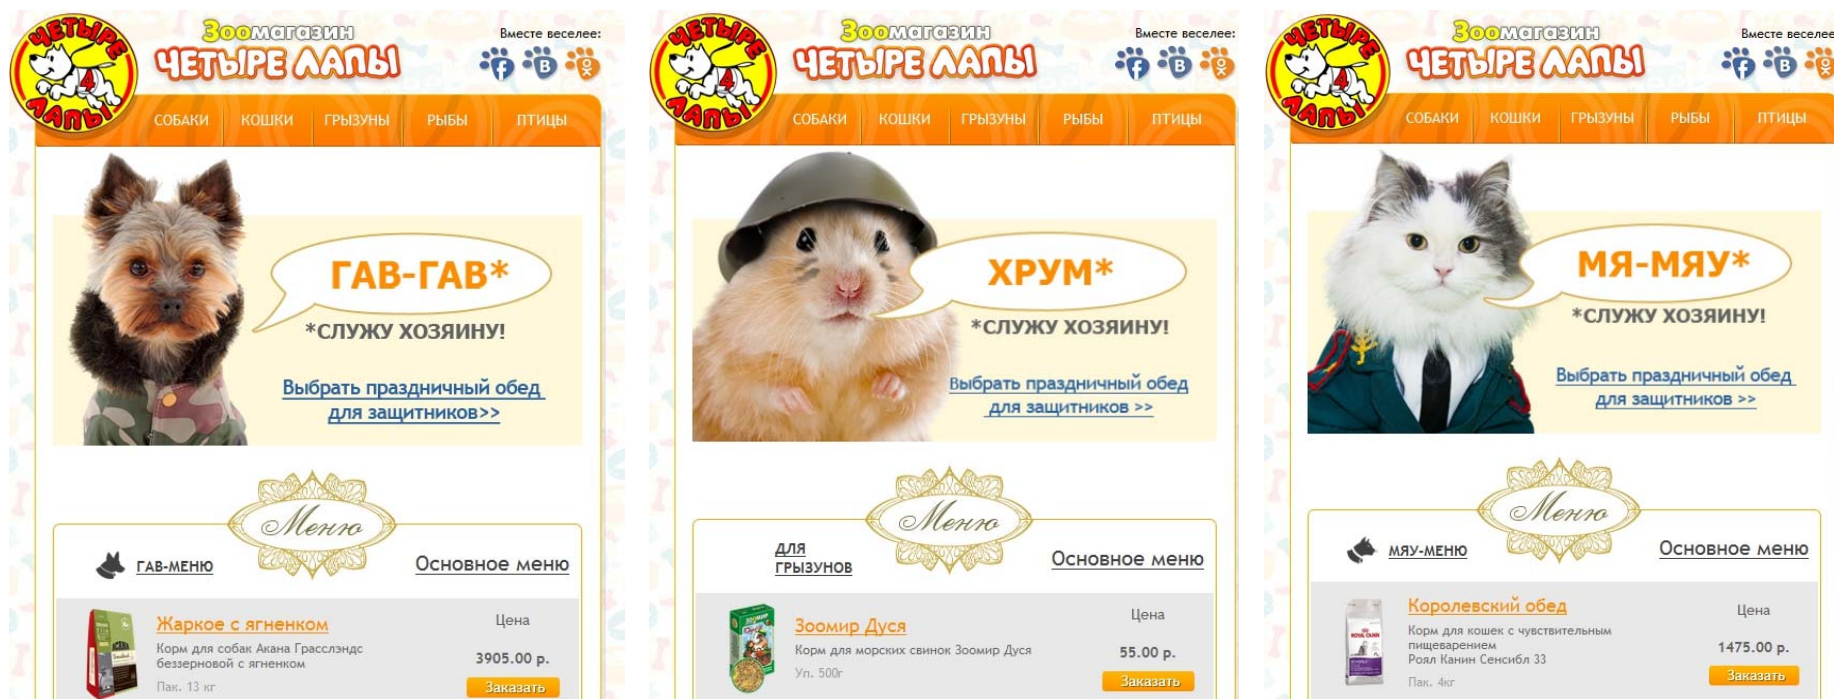 ЧЕТЫРЕ
4
ЛАПЫ
Зоомагазин
ЧЕТЫРЕ ЛАПЫ
Вместе веселее:
f В
СОБАКИ КОШКИ ГРЫЗУНЫ РЫБЫ ПТИЦЫ
ГАВ-ГАВ*
*СЛУЖУ ХОЗЯИНУ!
Выбрать праздничный обед
для защитников>>
Меню
ГАВ-МЕНЮ
Основное меню
Жаркое с ягненком
Корм для собак Акана Грасслэндс
беззерновой с ягненком
Пак. 13 кг
Цена
3905.00 р.
Заказать
ACANA
ЧЕТЫРЕ
4
ЛАПЫ
Зоомагазин
ЧЕТЫРЕ ЛАПЫ
Вместе веселее:
f В
СОБАКИ КОШКИ ГРЫЗУНЫ РЫБЫ ПТИЦЫ
ХРУМ*
*СЛУЖУ ХОЗЯИНУ!
Выбрать праздничный обед
для защитников >>
Меню
ДЛЯ
ГРЫЗУНОВ
Основное меню
ЗООМИР
Зоомир Дуся
Корм для морских свинок Зоомир Дуся
Уп. 500г
Цена
55.00 р.
Заказать
ЧЕТЫРЕ
4
ЛАПЫ
Зоомагазин
ЧЕТЫРЕ ЛАПЫ
Вместе веселее
f В
СОБАКИ КОШКИ ГРЫЗУНЫ РЫБЫ ПТИЦЫ
МЯ-МЯУ*
*СЛУЖУ ХОЗЯИНУ!
Выбрать праздничный обед
для защитников >>
Меню
МЯУ-МЕНЮ
Основное меню
ROYAL CANIN
Королевский обед
Корм для кошек с чувствительным
пищеварением
Роял Канин Сенсибл 33
Пак. 4кг
Цена
1475.00 р.
Заказать